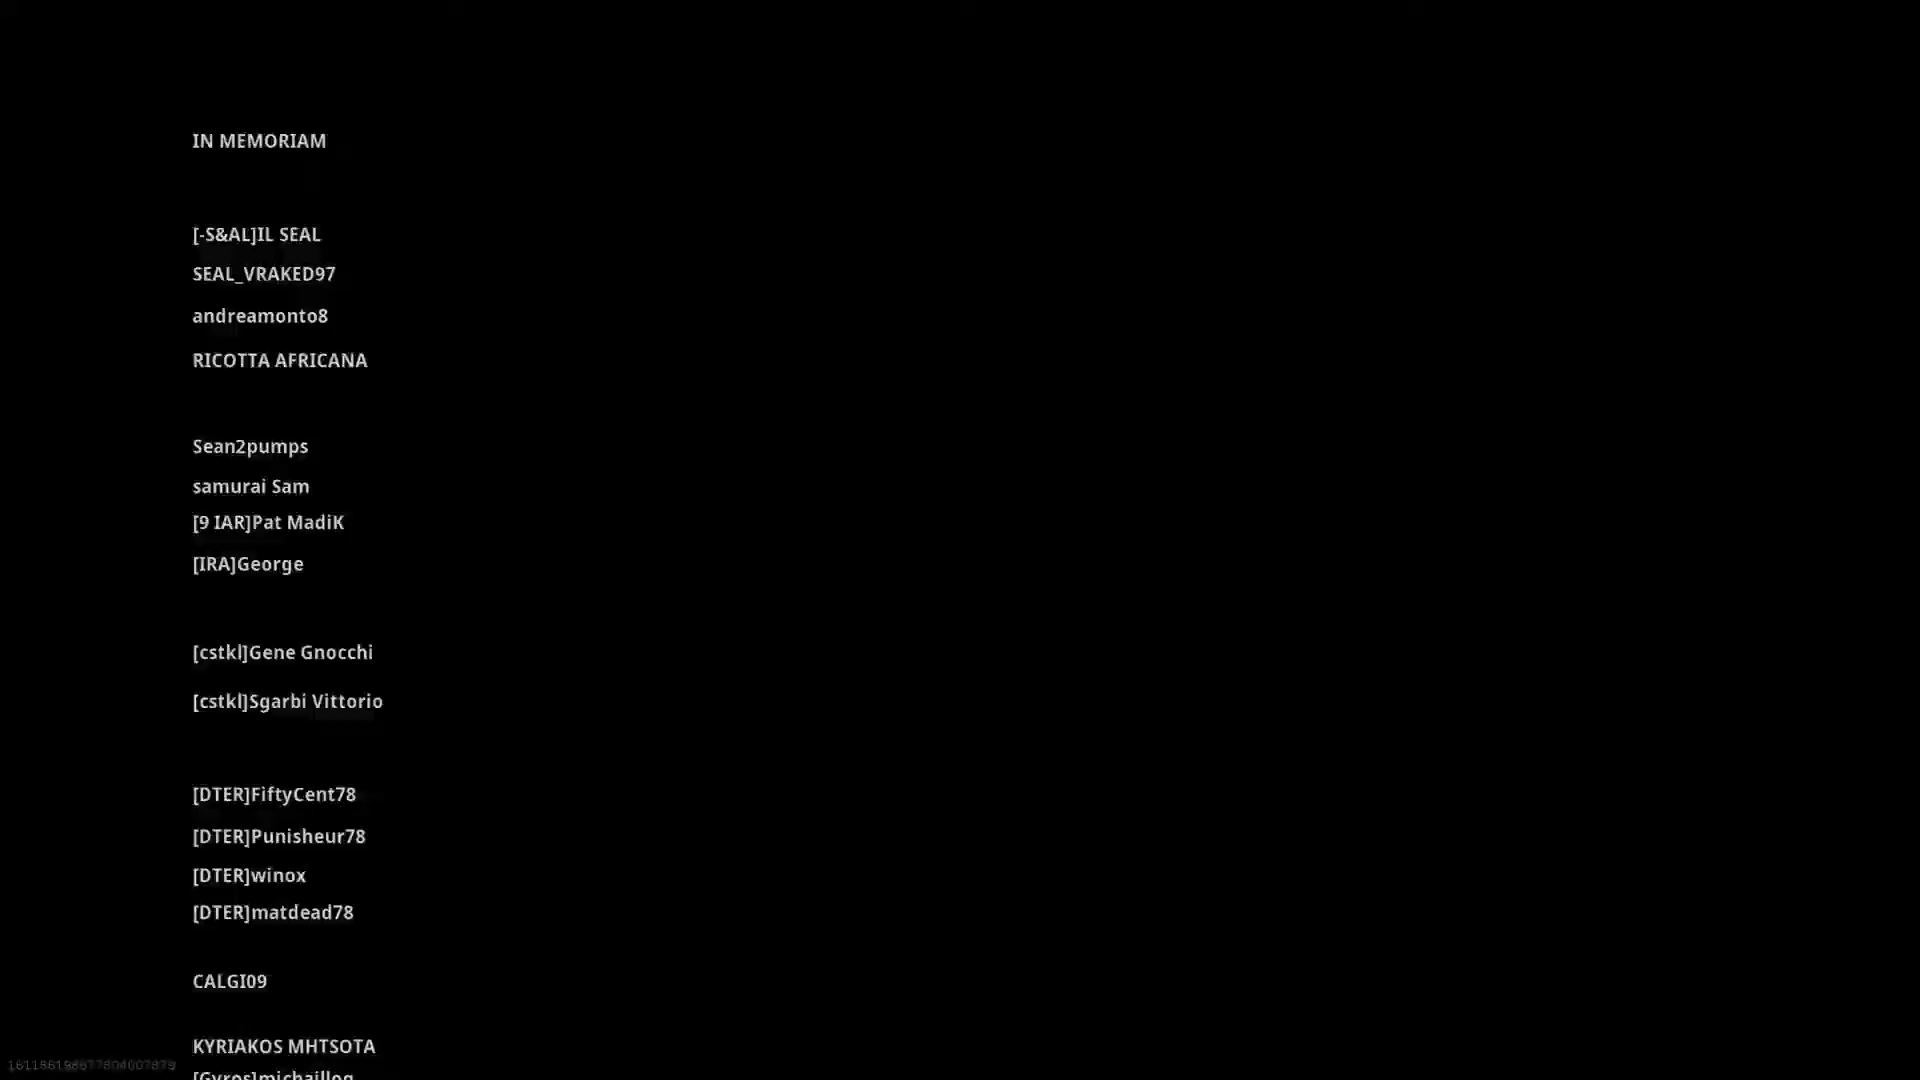 IN MEMORIAM
[-S&AL]IL SEAL
SEAL_VRAKED97
andreamonto8
RICOTTA AFRICANA
Sean2pumps
samurai Sam
[9 IAR]Pat MadiK
[IRA]George
[cstkl]Gene Gnocchi
[cstkl]Sgarbi Vittorio
[DTER]FiftyCent78
[DTER]Punisheur78
[DTER]winox
[DTER]matdead78
CALGI09
KYRIAKOS MHTSOTA